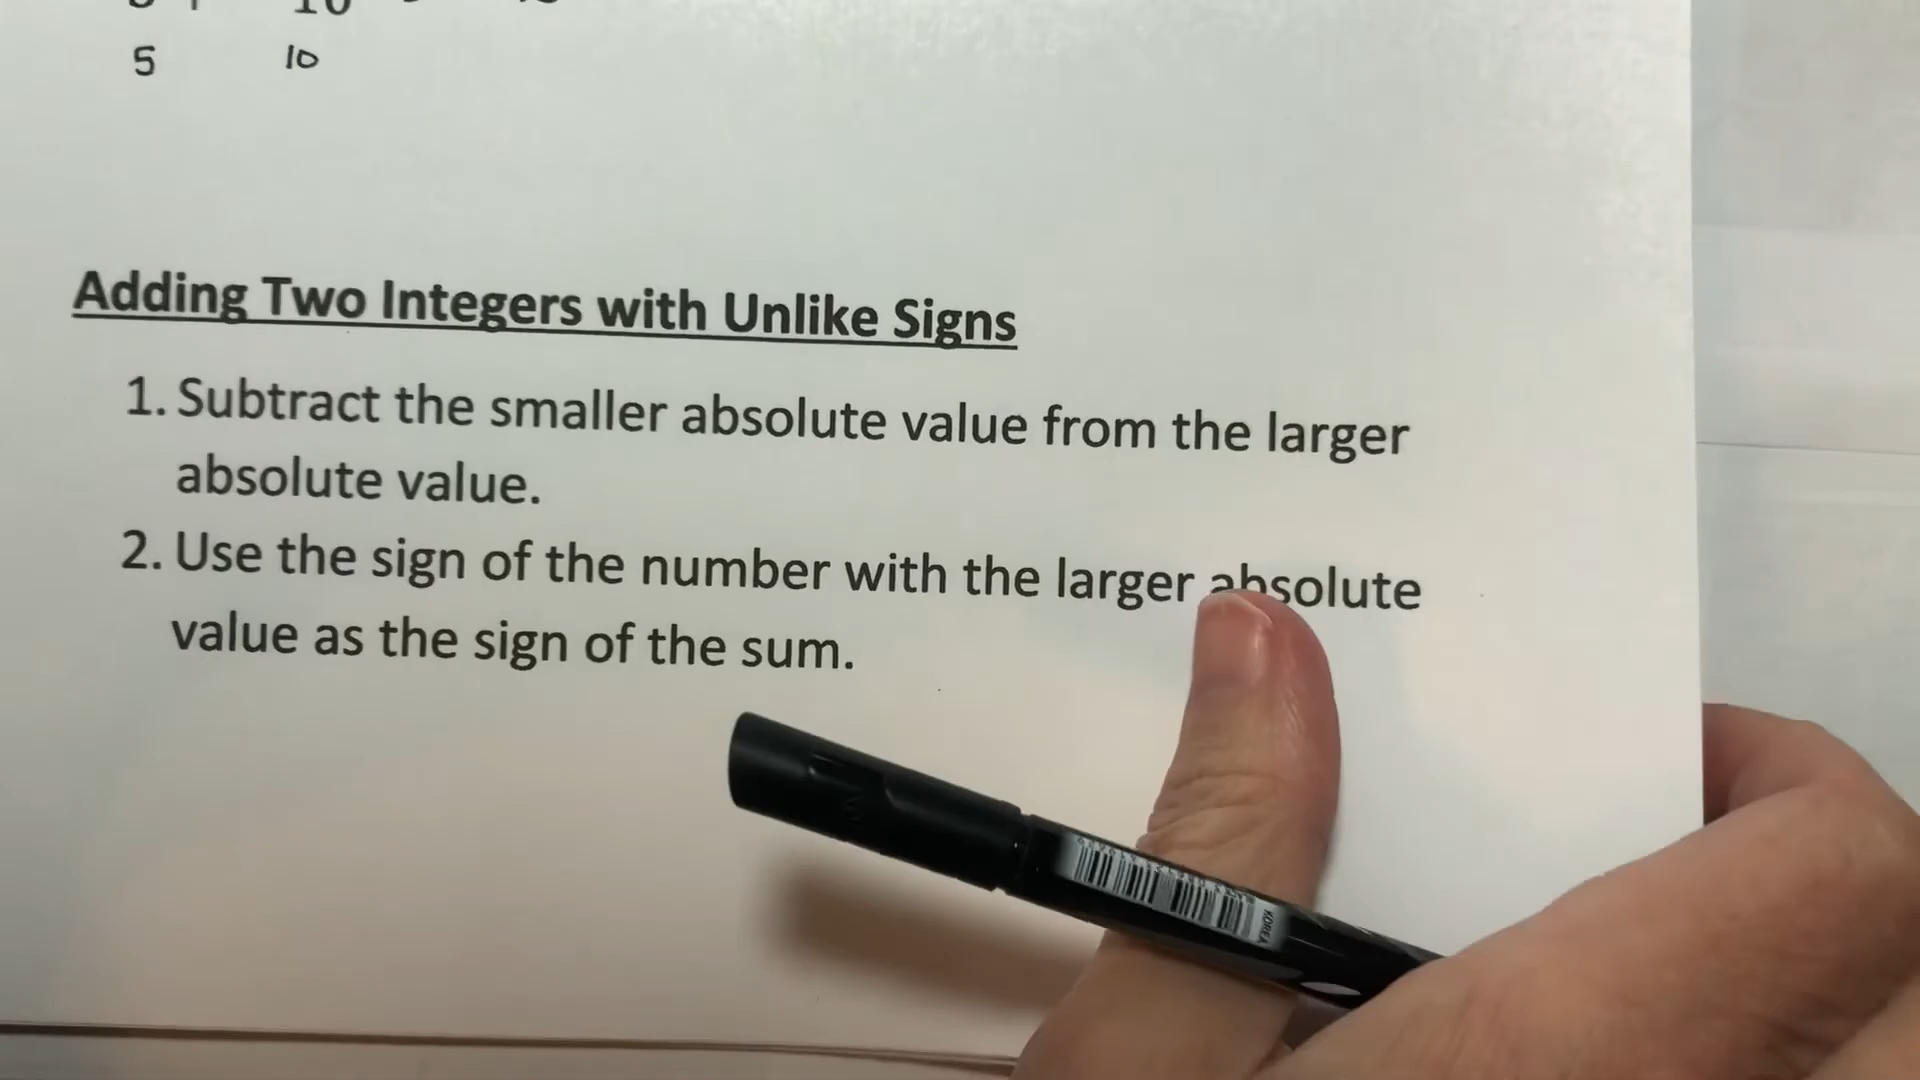 5 10
Adding Two Integers with Unlike Signs
1. Subtract the smaller absolute value from the larger
absolute value.
2. Use the sign of the number with the larger absolute
value as the sign of the sum.
KOREA